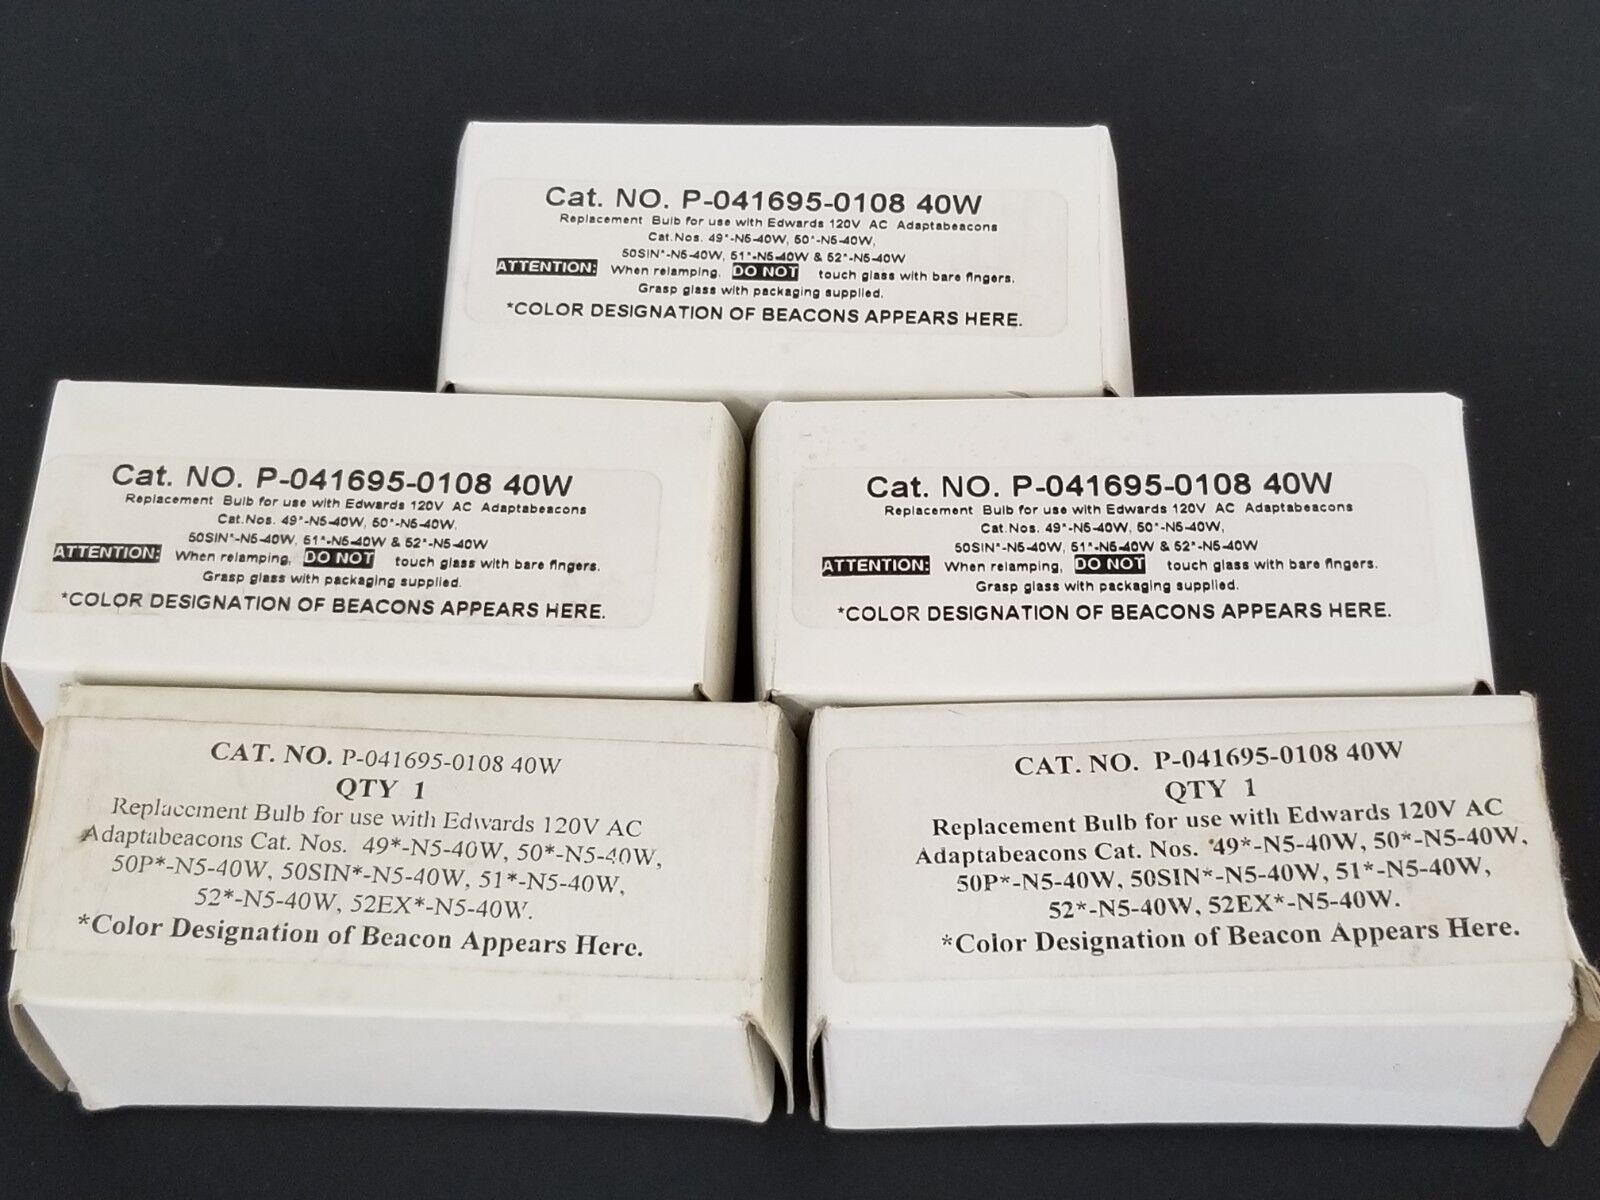 Cat. NO. P-041695-0108 40W
Replacement Bulb for use with Edwards 120V AC Adaptabeacons
Cat.Nos. 49*-N5-40W, 50*-N5-40W,
50SIN*-N5-40W, 51*-N5-40W & 52*-N5-40W
ATTENTION: When relamping, DO NOT touch glass with bare fingers.
Grasp glass with packaging supplied.
*COLOR DESIGNATION OF BEACONS APPEARS HERE.
Cat. NO. P-041695-0108 40W
Replacement Bulb for use with Edwards 120V AC Adaptabeacons
Cat.Nos. 49*-N5-40W, 50*-N5-40W,
50SIN*-N5-40W, 51*-N5-40W & 52*-N5-40W
ATTENTION: When relamping, DO NOT touch glass with bare fingers.
Grasp glass with packaging supplied.
*COLOR DESIGNATION OF BEACONS APPEARS HERE.
Cat. NO. P-041695-0108 40W
Replacement Bulb for use with Edwards 120V AC Adaptabeacons
Cat.Nos. 49*-N5-40W, 50*-N5-40W,
50SIN*-N5-40W, 51*-N5-40W & 52*-N5-40W
ATTENTION: When relamping, DO NOT touch glass with bare fingers.
Grasp glass with packaging supplied.
*COLOR DESIGNATION OF BEACONS APPEARS HERE.
CAT. NO. P-041695-0108 40W
QTY 1
Replacement Bulb for use with Edwards 120V AC
Adaptabeacons Cat. Nos. 49*-N5-40W, 50*-N5-40W,
50P*-N5-40W, 50SIN*-N5-40W, 51*-N5-40W,
52*-N5-40W, 52EX*-N5-40W.
*Color Designation of Beacon Appears Here.
CAT. NO. P-041695-0108 40W
QTY 1
Replacement Bulb for use with Edwards 120V AC
Adaptabeacons Cat. Nos. 49*-N5-40W, 50*-N5-40W,
50P*-N5-40W, 50SIN*-N5-40W, 51*-N5-40W,
52*-N5-40W, 52EX*-N5-40W.
*Color Designation of Beacon Appears Here.